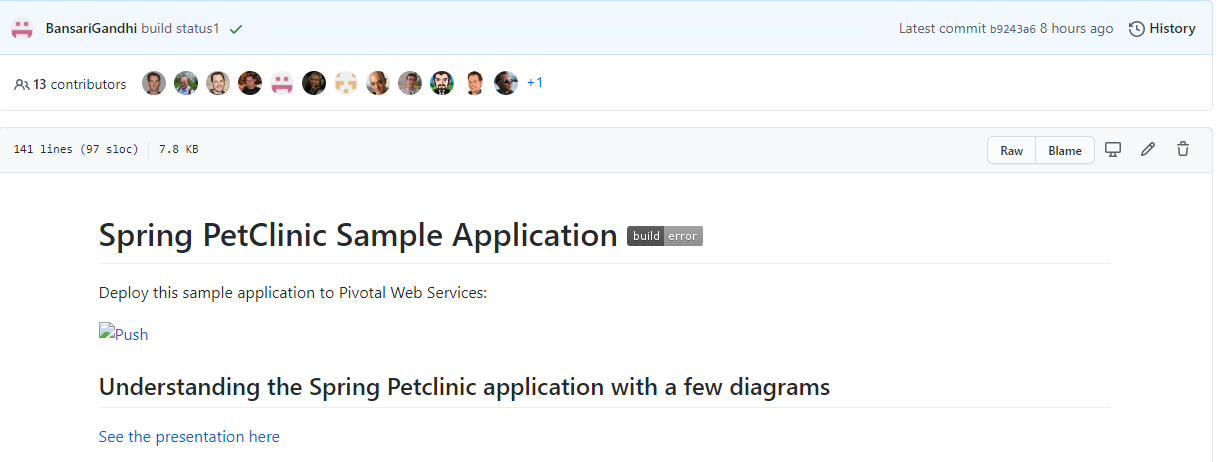 BansariGandhi build status1 Latest commit b9243a6 8 hours ago History
13 contributors +1
141 lines (97 sloc) 7.8 KB Raw Blame
Spring PetClinic Sample Application build error
Deploy this sample application to Pivotal Web Services:
Push
Understanding the Spring Petclinic application with a few diagrams
See the presentation here